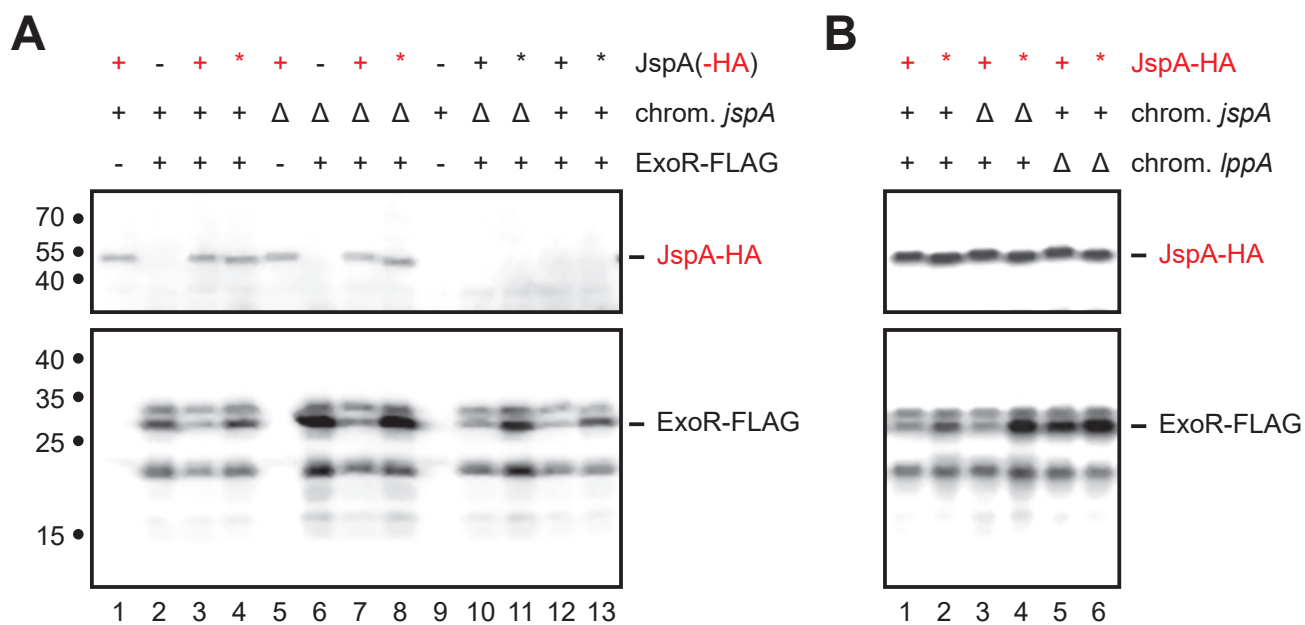 A
+ - + * + - + * - + * + * JspA(-HA)
+ + + + Δ Δ Δ Δ + Δ Δ + + chrom. jspA
- + + + - + + + - + + + + ExoR-FLAG
70
55
40
JspA-HA
40
35
25
15
ExoR-FLAG
1 2 3 4 5 6 7 8 9 10 11 12 13
B
+ * + * + * JspA-HA
+ + Δ Δ + + chrom. jspA
+ + + + Δ Δ chrom. lppA
JspA-HA
ExoR-FLAG
1 2 3 4 5 6